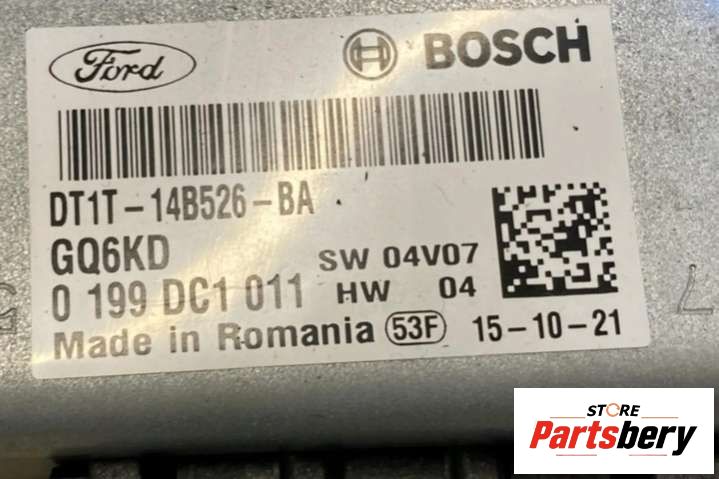 Ford BOSCH
DT1T-14B526-BA
GQ6KD SW 04V07
0 199 DC1 011 HW 04
Made in Romania 53F 15-10-21
STORE
Partsbery